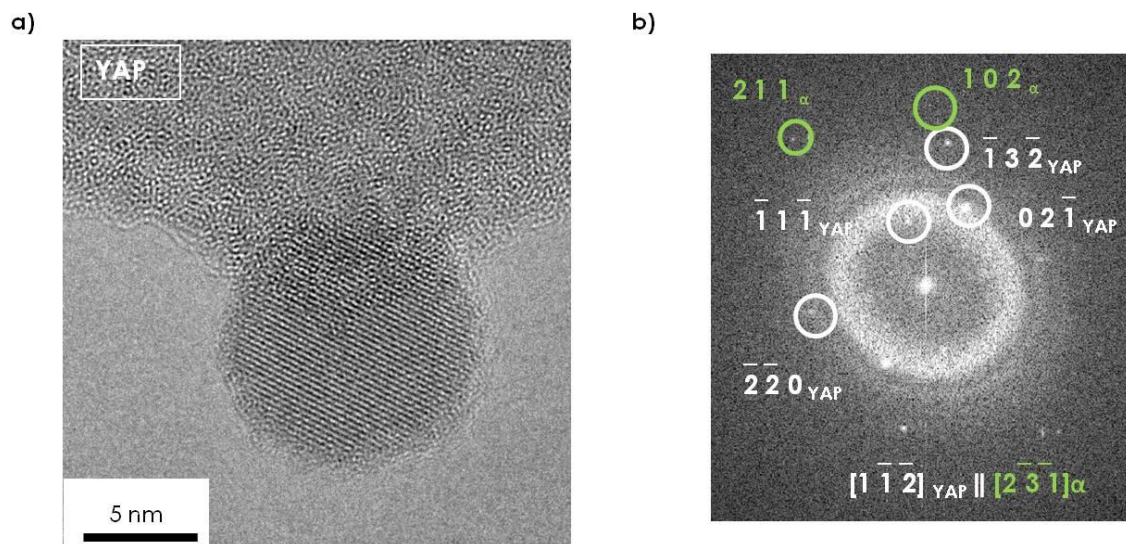 a)
b)
YAP
5 nm
2 1 1 α
1 0 2 α
1̅ 3 2̅ YAP
1̅ 1 1̅ YAP
0 2 1̅ YAP
2̅ 2̅ 0 YAP
[1 1̅ 2̅] YAP ‖ [2 3̅ 1̅]α